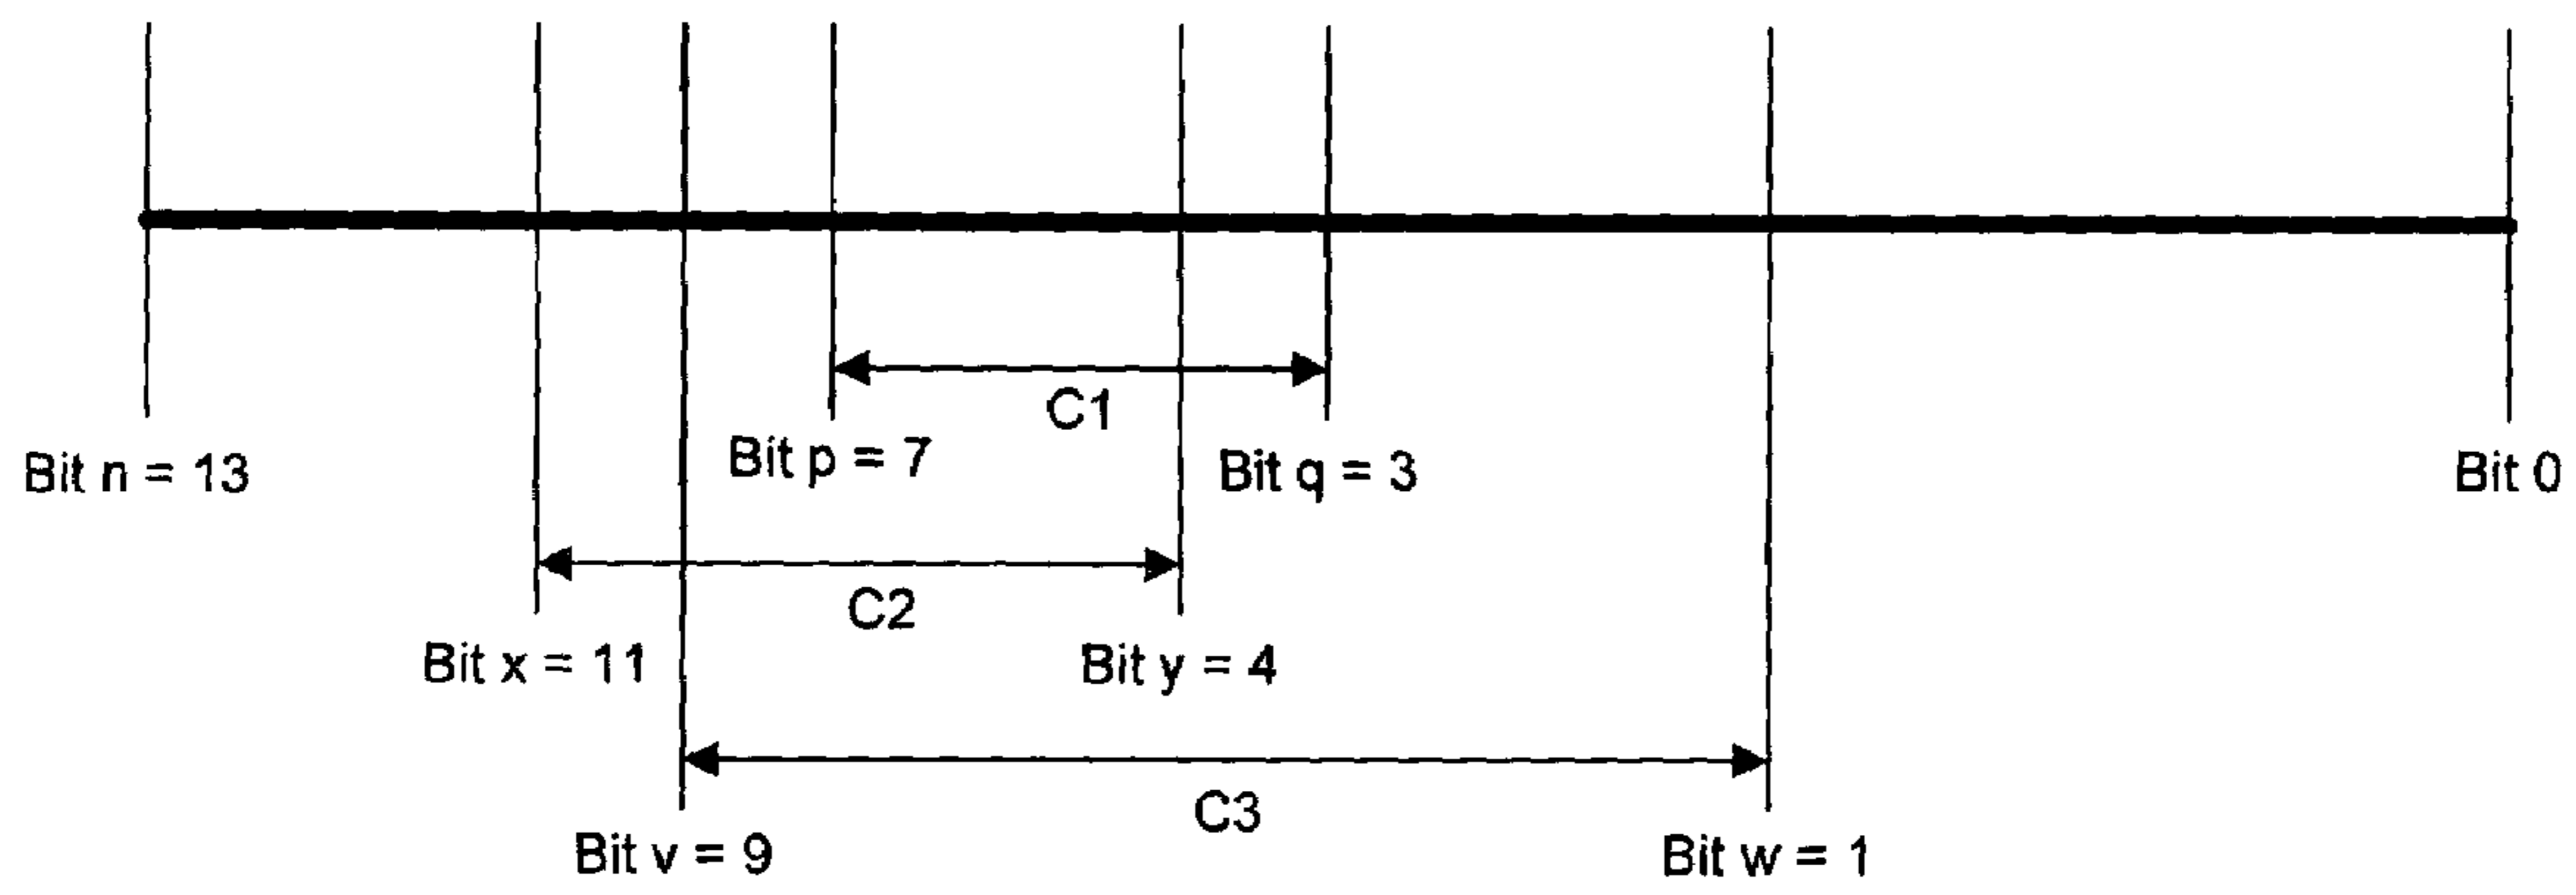 C1
Bit n = 13
Bit p = 7
Bit q = 3
Bit 0
C2
Bit x = 11
Bit y = 4
C3
Bit v = 9
Bit w = 1